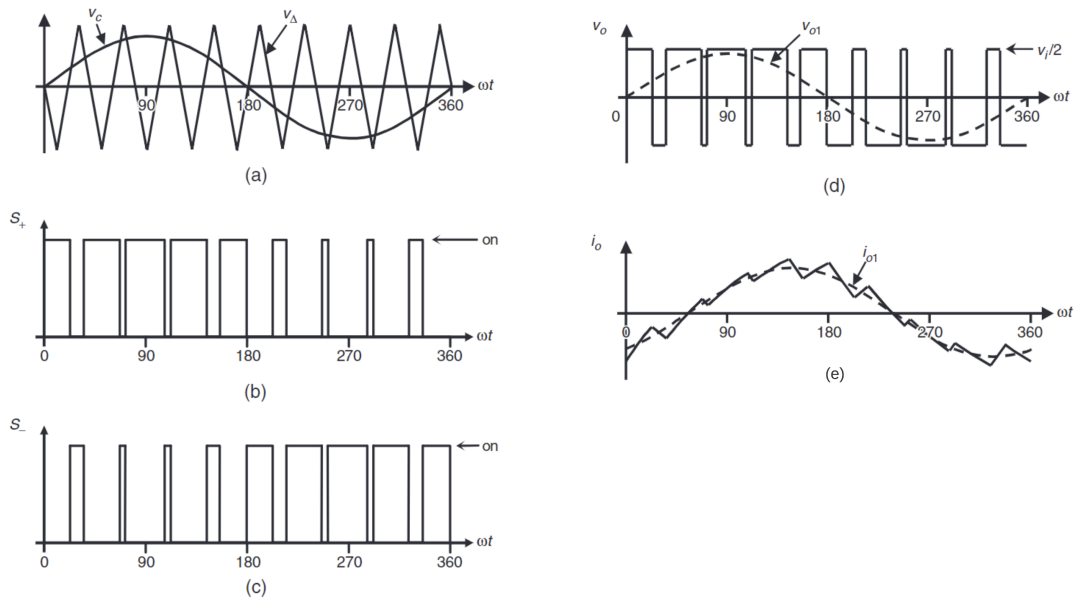 v_c
v_Δ
90
180
270
360
ωt
(a)
S_+
on
0
90
180
270
360
ωt
(b)
S_−
on
0
90
180
270
360
ωt
(c)
v_o
v_o1
v_i/2
0
90
180
270
360
ωt
(d)
i_o
i_o1
0
90
180
270
360
ωt
(e)